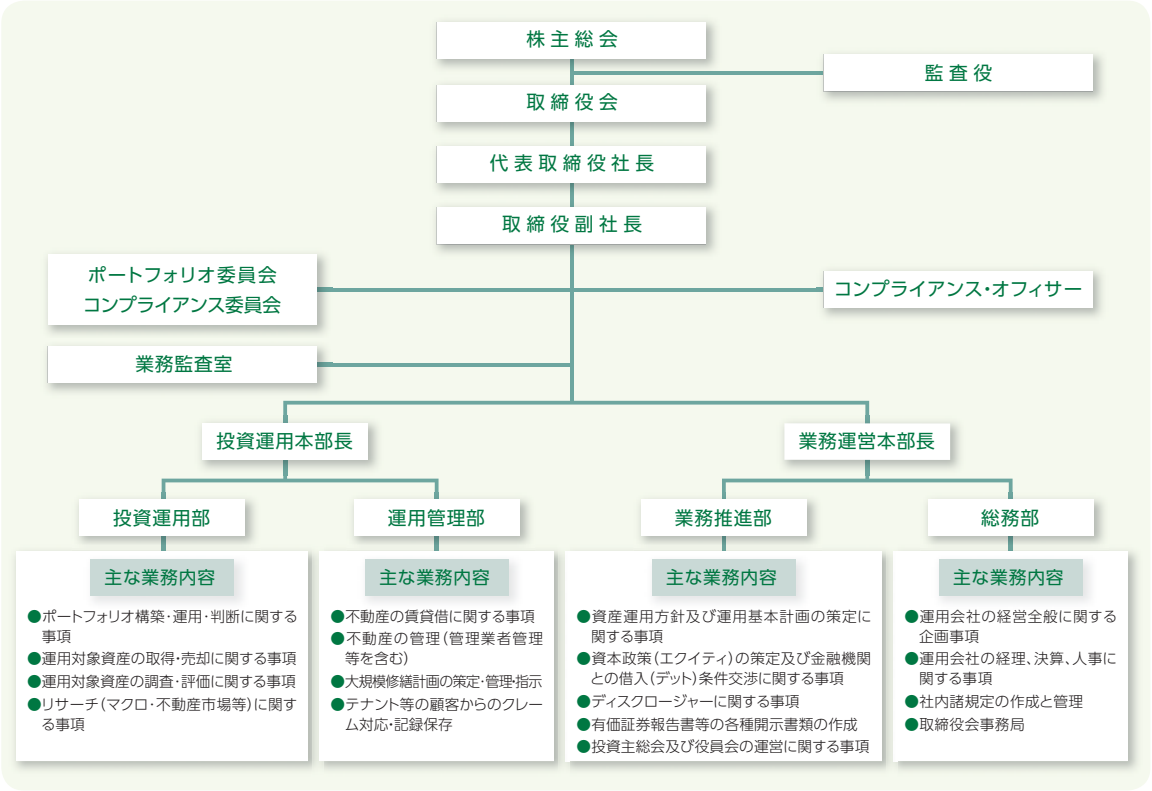 株主総会
監査役
取締役会
代表取締役社長
取締役副社長
ポートフォリオ委員会
コンプライアンス委員会
コンプライアンス・オフィサー
業務監査室
投資運用本部長
業務運営本部長
投資運用部
運用管理部
業務推進部
総務部
主な業務内容
●ポートフォリオ構築・運用・判断に関する
事項
●運用対象資産の取得・売却に関する事項
●運用対象資産の調査・評価に関する事項
●リサーチ(マクロ・不動産市場等)に関す
る事項
主な業務内容
●不動産の賃貸借に関する事項
●不動産の管理(管理業者管理
等を含む)
●大規模修繕計画の策定・管理・指示
●テナント等の顧客からのクレー
ム対応・記録保存
主な業務内容
●資産運用方針及び運用基本計画の策定に
関する事項
●資本政策(エクイティ)の策定及び金融機関
との借入(デット)条件交渉に関する事項
●ディスクロージャーに関する事項
●有価証券報告書等の各種開示書類の作成
●投資主総会及び役員会の運営に関する事項
主な業務内容
●運用会社の経営全般に関する
企画事項
●運用会社の経理、決算、人事に
関する事項
●社内諸規定の作成と管理
●取締役会事務局